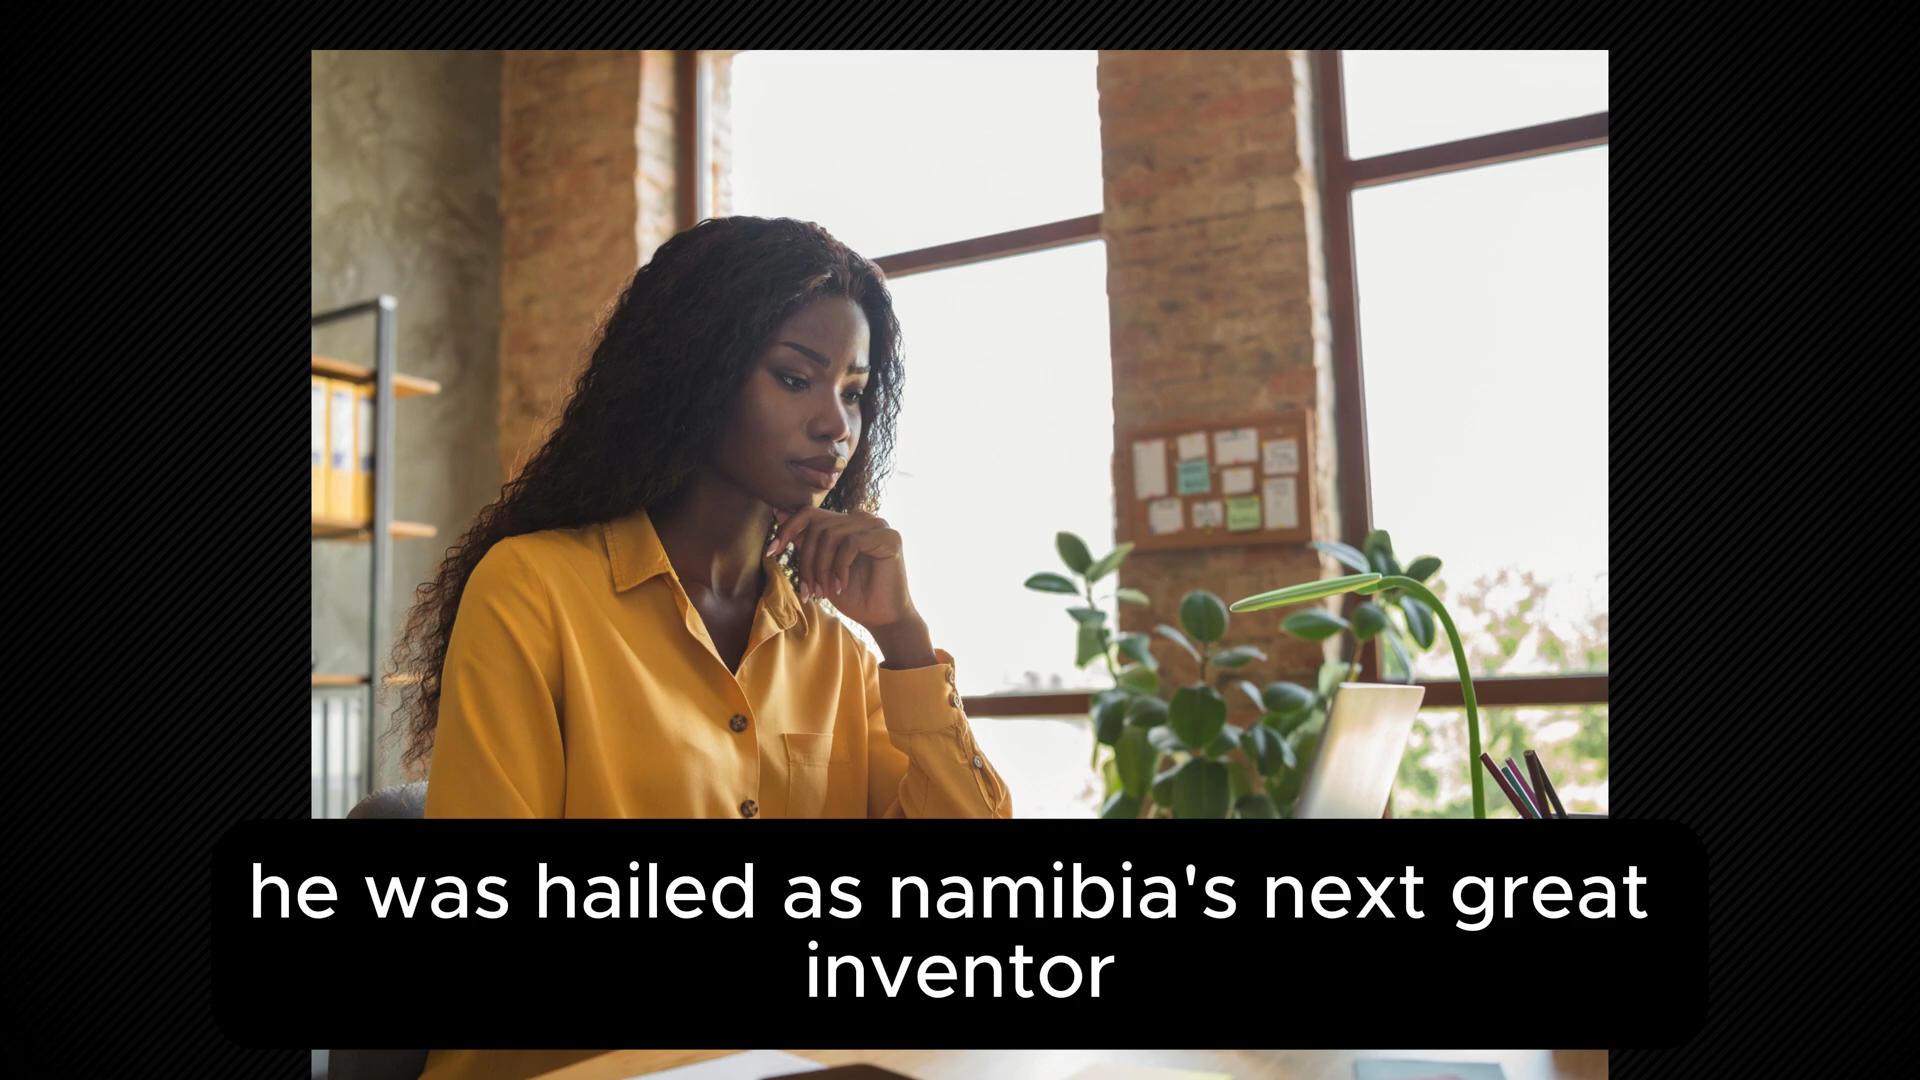 he was hailed as namibia's next great
inventor